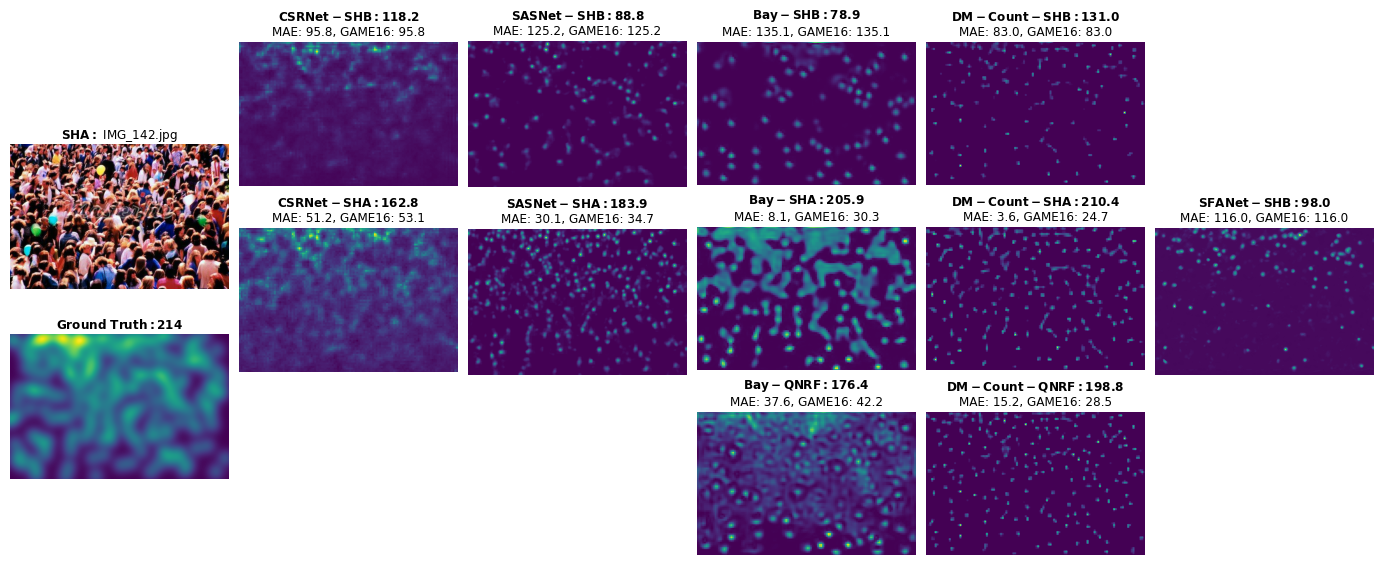 SHA: IMG_142.jpg
Ground Truth:214
CSRNet-SHB:118.2
MAE: 95.8, GAME16: 95.8
SASNet-SHB:88.8
MAE: 125.2, GAME16: 125.2
Bay-SHB:78.9
MAE: 135.1, GAME16: 135.1
DM-Count-SHB:131.0
MAE: 83.0, GAME16: 83.0
CSRNet-SHA:162.8
MAE: 51.2, GAME16: 53.1
SASNet-SHA:183.9
MAE: 30.1, GAME16: 34.7
Bay-SHA:205.9
MAE: 8.1, GAME16: 30.3
DM-Count-SHA:210.4
MAE: 3.6, GAME16: 24.7
SFANet-SHB:98.0
MAE: 116.0, GAME16: 116.0
Bay-QNRF:176.4
MAE: 37.6, GAME16: 42.2
DM-Count-QNRF:198.8
MAE: 15.2, GAME16: 28.5